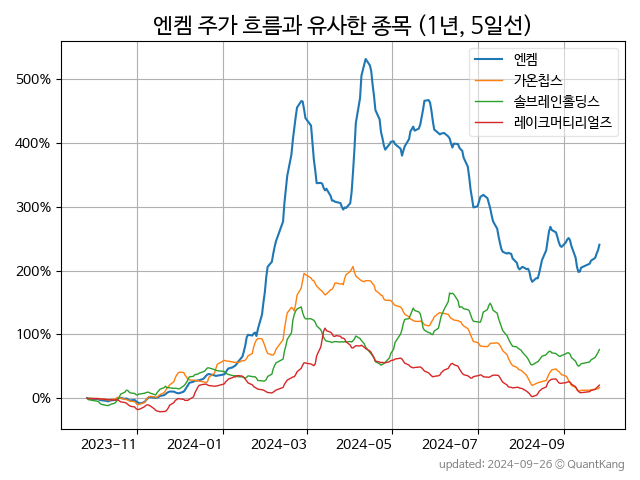 엔켐 주가 흐름과 유사한 종목 (1년, 5일선)
엔켐
가온칩스
솔브레인홀딩스
레이크머티리얼즈
500%
400%
300%
200%
100%
0%
2023-11 2024-01 2024-03 2024-05 2024-07 2024-09
updated: 2024-09-26 © QuantKang